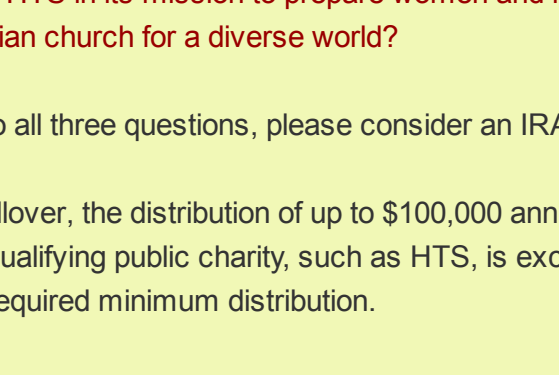 HTS in its mission to prepare women and
ian church for a diverse world?
all three questions, please consider an IRA
llover, the distribution of up to $100,000 ann
ualifying public charity, such as HTS, is exc
equired minimum distribution.